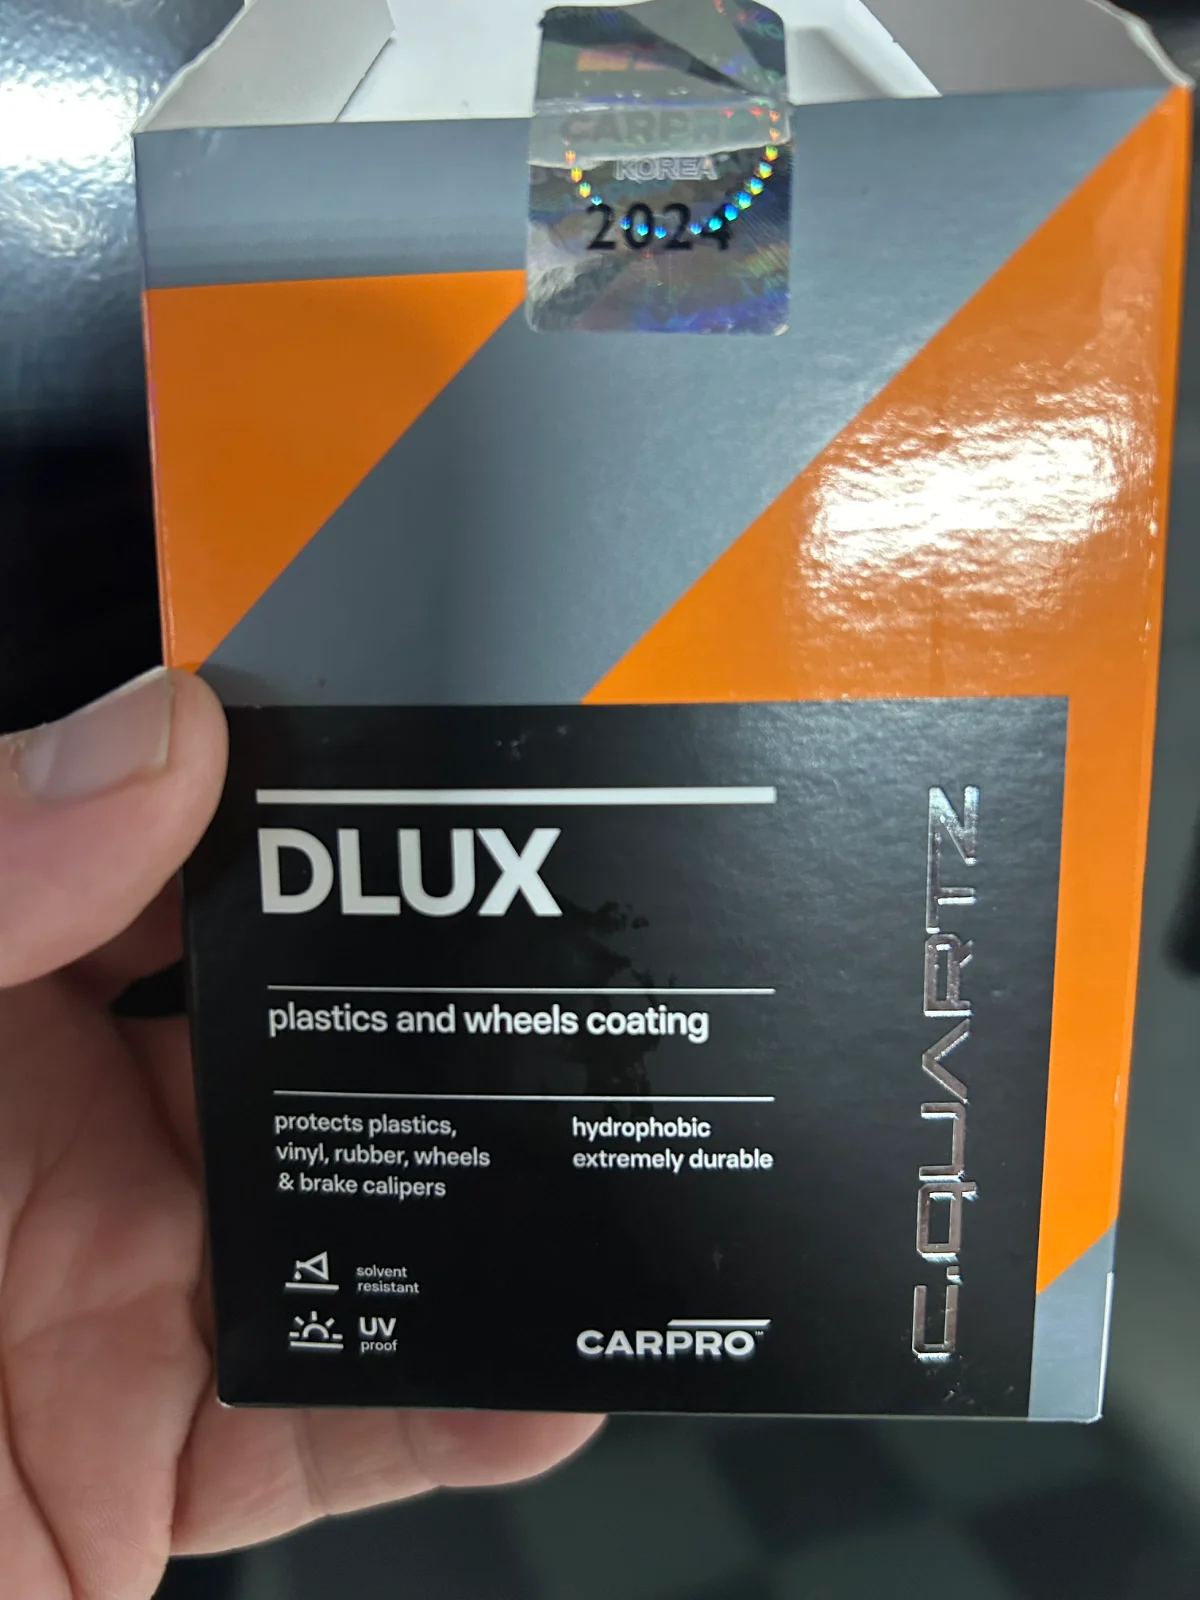 CARPRO
KOREA
2024
DLUX
plastics and wheels coating
protects plastics,
vinyl, rubber, wheels
& brake calipers
hydrophobic
extremely durable
solvent
resistant
UV
proof
CARPRO™
C.QUARTZ